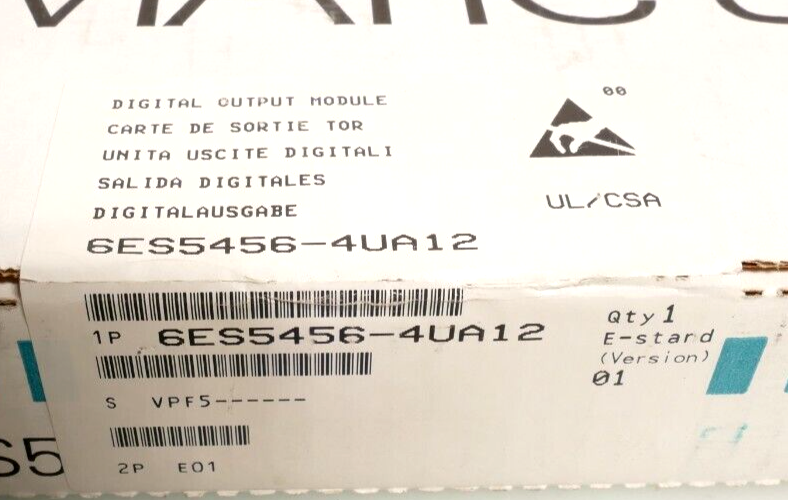 DIGITAL OUTPUT MODULE
CARTE DE SORTIE TOR
UNITA USCITE DIGITALI
SALIDA DIGITALES
DIGITALAUSGABE
6ES5456-4UA12
00
UL/CSA
1P 6ES5456-4UA12
Qty 1
E-stard
(Version)
01
S VPF5------
2P E01
S5